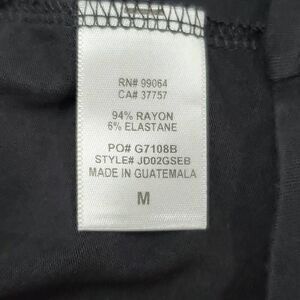 RN# 99064
CA# 37757
94% RAYON
6% ELASTANE
PO# G7108B
STYLE# JD02GSEB
MADE IN GUATEMALA
M